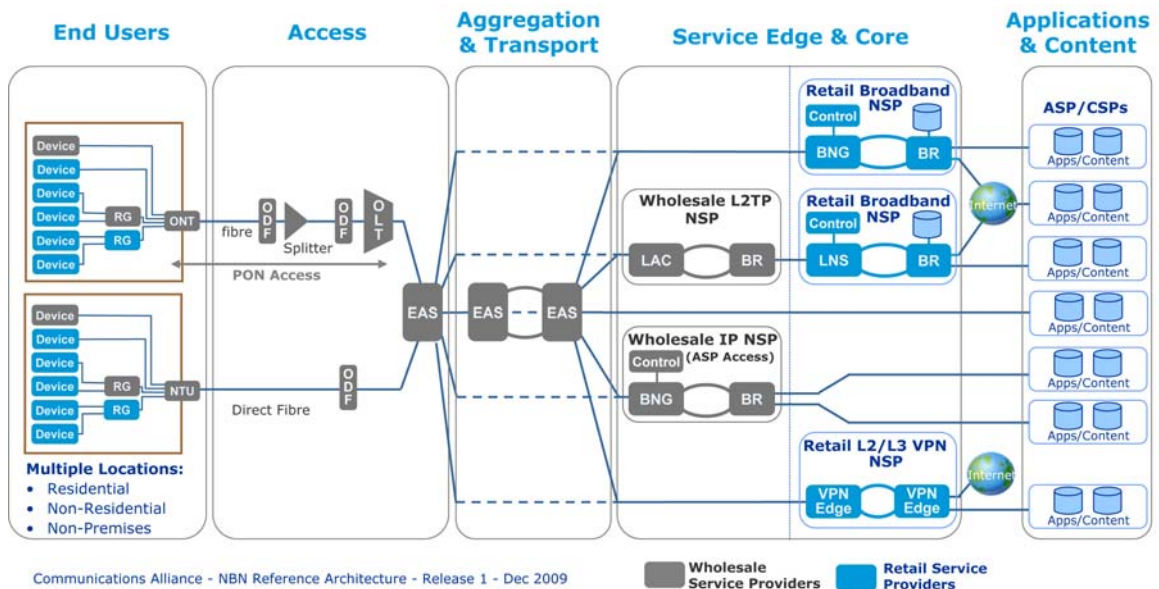 End Users
Access
Aggregation
& Transport
Service Edge & Core
Applications
& Content
Device
Device
Device
Device
Device
Device
RG
RG
ONT
fibre
ODF
Splitter
ODF
OLT
PON Access
Device
Device
Device
Device
Device
Device
RG
RG
NTU
Direct Fibre
ODF
Multiple Locations:
• Residential
• Non-Residential
• Non-Premises
EAS
EAS
EAS
Retail Broadband
NSP
Control
BNG
BR
Wholesale L2TP
NSP
LAC
BR
Retail Broadband
NSP
Control
LNS
BR
Internet
Wholesale IP NSP
(ASP Access)
Control
BNG
BR
Retail L2/L3 VPN
NSP
VPN
Edge
VPN
Edge
Internet
ASP/CSPs
Apps/Content
Apps/Content
Apps/Content
Apps/Content
Apps/Content
Apps/Content
Apps/Content
Communications Alliance - NBN Reference Architecture - Release 1 - Dec 2009
Wholesale
Service Providers
Retail Service
Providers